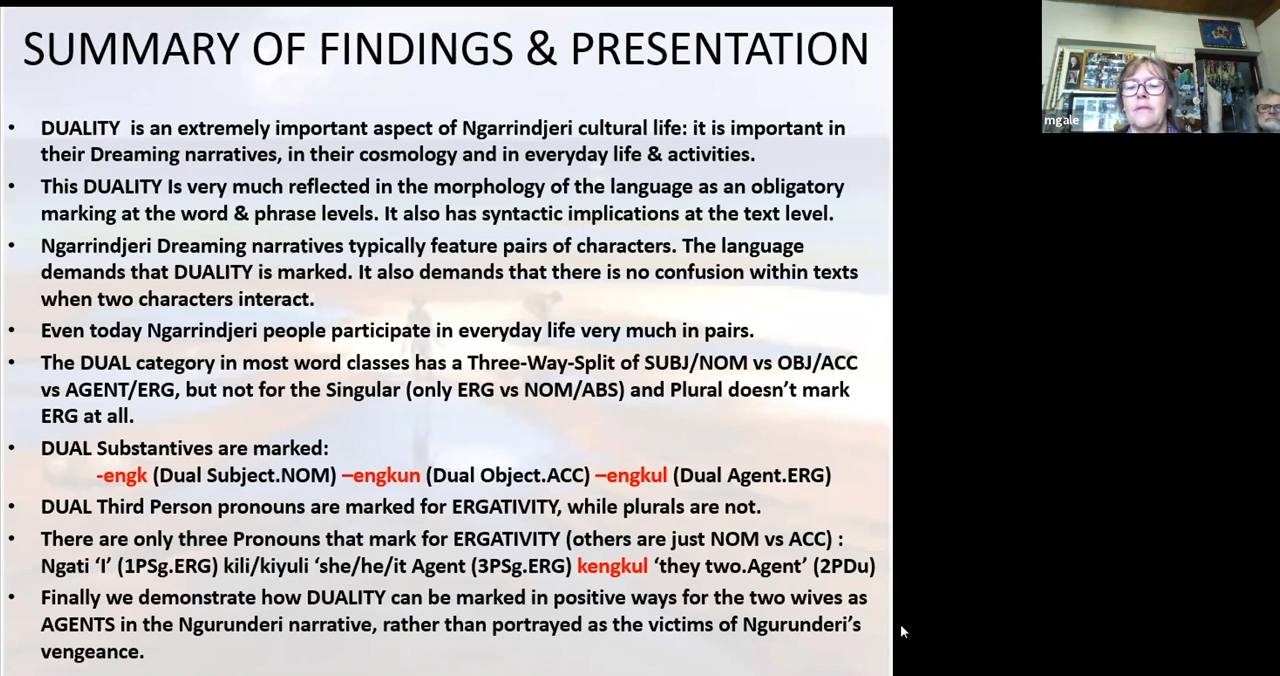 SUMMARY OF FINDINGS & PRESENTATION
• DUALITY is an extremely important aspect of Ngarrindjeri cultural life: it is important in
their Dreaming narratives, in their cosmology and in everyday life & activities.
• This DUALITY Is very much reflected in the morphology of the language as an obligatory
marking at the word & phrase levels. It also has syntactic implications at the text level.
• Ngarrindjeri Dreaming narratives typically feature pairs of characters. The language
demands that DUALITY is marked. It also demands that there is no confusion within texts
when two characters interact.
• Even today Ngarrindjeri people participate in everyday life very much in pairs.
• The DUAL category in most word classes has a Three-Way-Split of SUBJ/NOM vs OBJ/ACC
vs AGENT/ERG, but not for the Singular (only ERG vs NOM/ABS) and Plural doesn’t mark
ERG at all.
• DUAL Substantives are marked:
-engk (Dual Subject.NOM) –engkun (Dual Object.ACC) –engkul (Dual Agent.ERG)
• DUAL Third Person pronouns are marked for ERGATIVITY, while plurals are not.
• There are only three Pronouns that mark for ERGATIVITY (others are just NOM vs ACC) :
Ngati ‘I’ (1PSg.ERG) kili/kiyuli ‘she/he/it Agent (3PSg.ERG) kengkul ‘they two.Agent’ (2PDu)
• Finally we demonstrate how DUALITY can be marked in positive ways for the two wives as
AGENTS in the Ngurunderi narrative, rather than portrayed as the victims of Ngurunderi’s
vengeance.
mgale